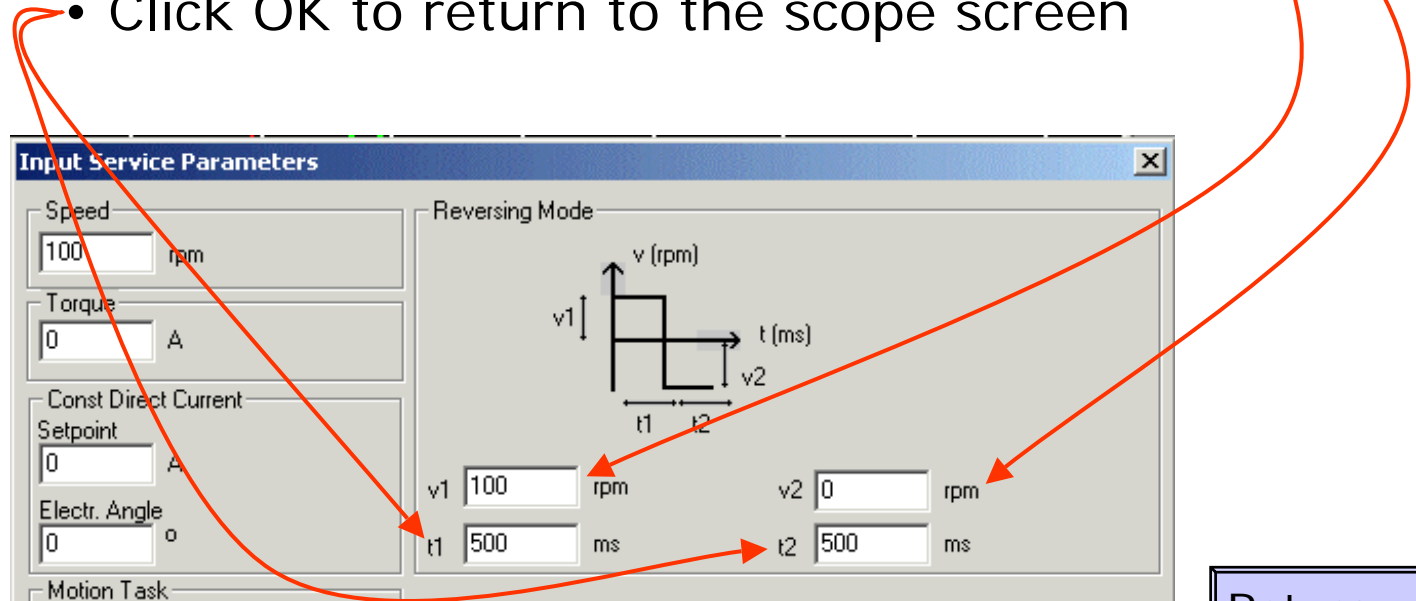 • Click OK to return to the scope screen
Input Service Parameters
Speed
100 rpm
Torque
0 A
Const Direct Current
Setpoint
0 A
Electr. Angle
0 °
Motion Task
Reversing Mode
v (rpm)
v1
t (ms)
v2
t1 t2
v1 100 rpm v2 0 rpm
t1 500 ms t2 500 ms